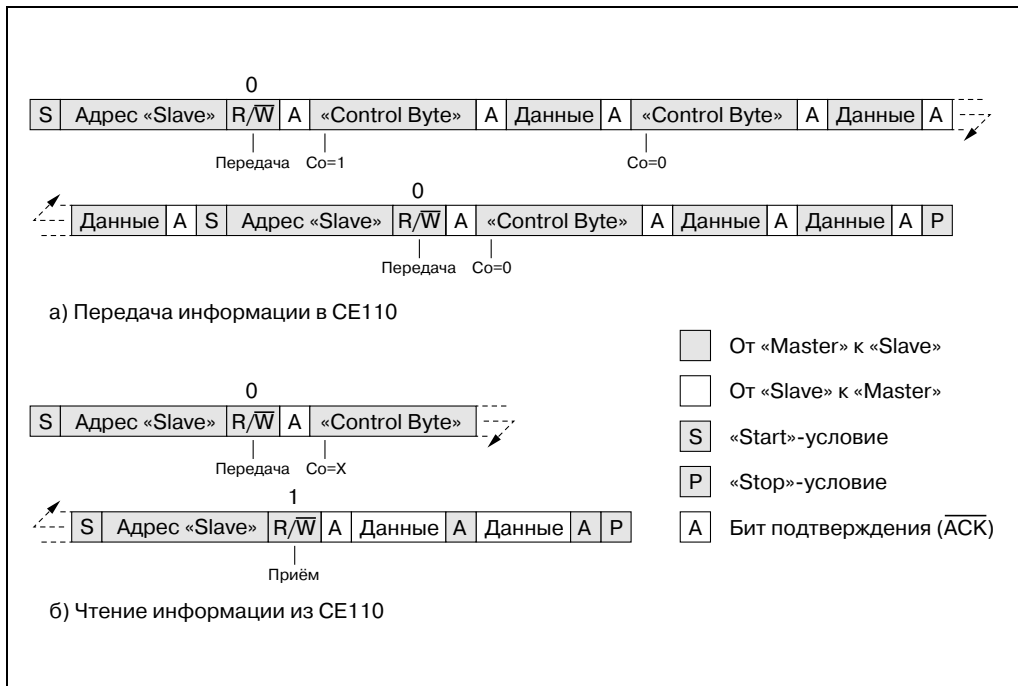 0
S Адрес «Slave» R/W A «Control Byte» A Данные A «Control Byte» A Данные A
Передача Co=1 Co=0
0
Данные A S Адрес «Slave» R/W A «Control Byte» A Данные A Данные A P
Передача Co=0
а) Передача информации в CE110
От «Master» к «Slave»
От «Slave» к «Master»
S «Start»-условие
P «Stop»-условие
A Бит подтверждения (ACK)
0
S Адрес «Slave» R/W A «Control Byte»
Передача Co=X
1
S Адрес «Slave» R/W A Данные A Данные A P
Приём
б) Чтение информации из CE110